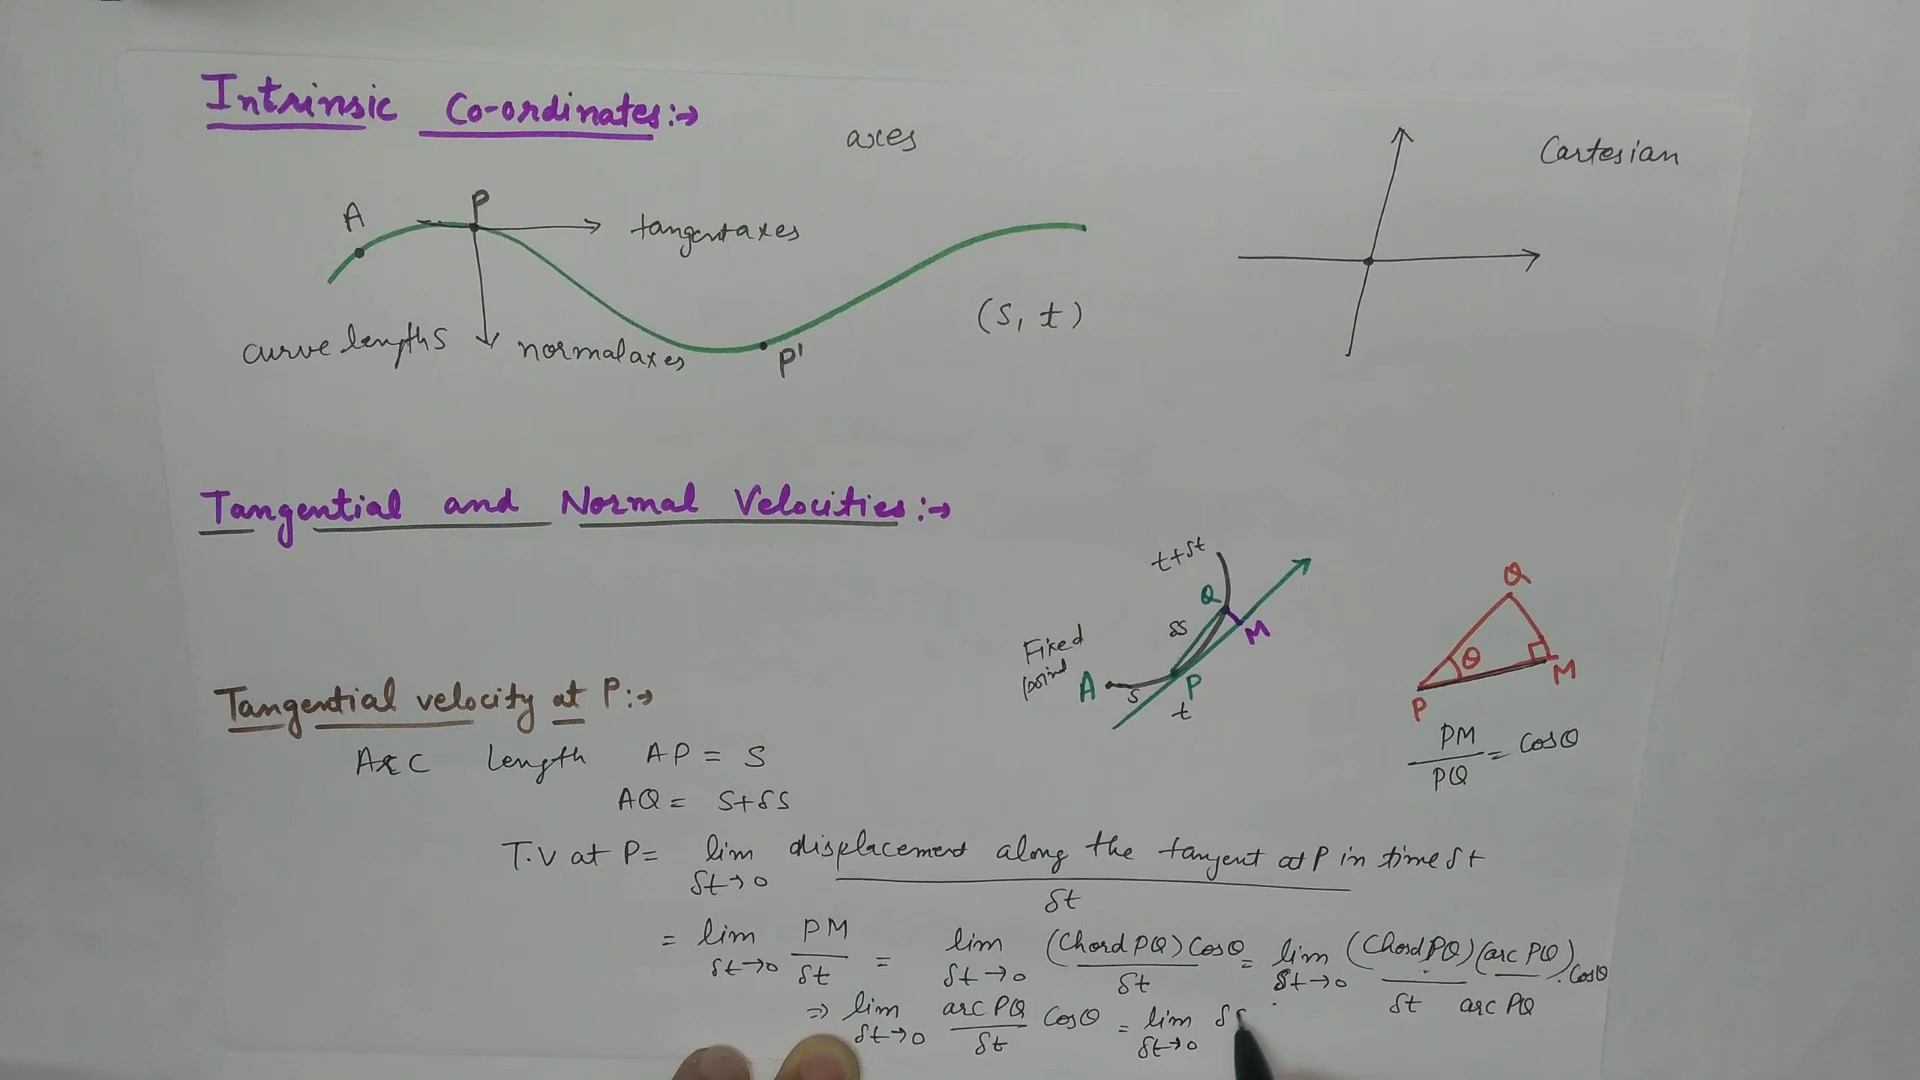 Intrinsic Co-ordinates:→
axes
Cartesian
A
P
tangentaxes
curve length S
normalaxes
P'
(S, t)
Tangential and Normal Velocities:→
t+δt
Q
δS
M
Fixed
point
A
S
P
t
Q
θ
M
P
PM/PQ = Cosθ
Tangential velocity at P:→
Arc Length AP = S
AQ = S+δS
T.V at P = lim δt→0 displacement along the tangent at P in time δt / δt
= lim δt→0 PM/δt = lim δt→0 (Chord PQ) Cosθ / δt = lim δt→0 (Chord PQ)/δt (arc PQ)/arc PQ . Cosθ
⇒ lim δt→0 arc PQ/δt Cosθ = lim δt→0 δS